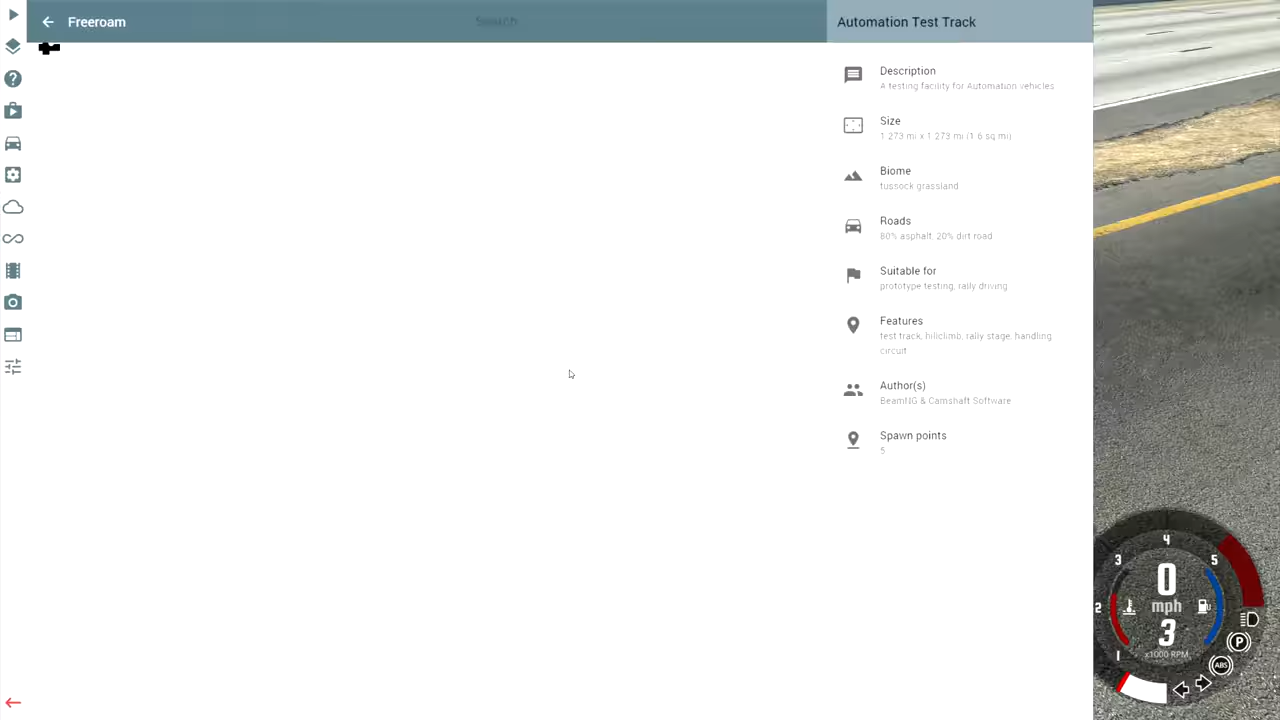 Freeroam
Search
Automation Test Track
Description
A testing facility for Automation vehicles
Size
1.273 mi x 1.273 mi (1.6 sq mi)
Biome
tussock grassland
Roads
80% asphalt, 20% dirt road
Suitable for
prototype testing, rally driving
Features
test track, hillclimb, rally stage, handling
circuit
Author(s)
BeamNG & Camshaft Software
Spawn points
5
4
3
5
0
2
mph
3
P
1
x1000 RPM
ABS